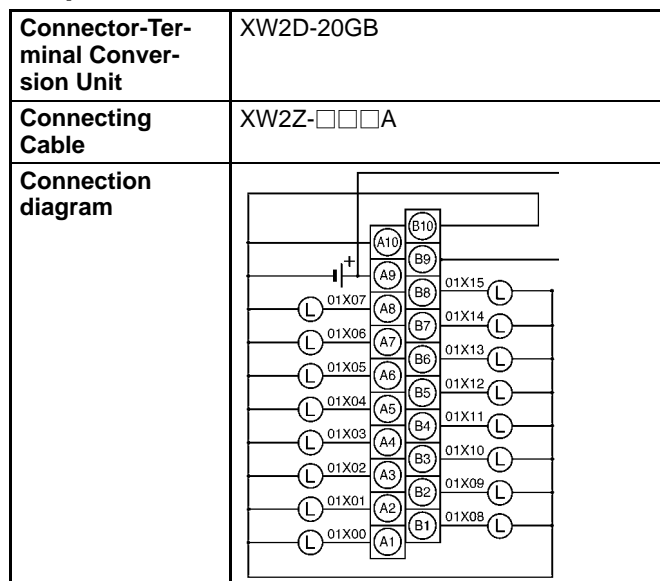 Connector-Ter-
minal Conver-
sion Unit
XW2D-20GB
Connecting
Cable
XW2Z-□□□A
Connection
diagram
B10
A10
B9
+
A9
B8 01X15 L
L 01X07 A8
B7 01X14 L
L 01X06 A7
B6 01X13 L
L 01X05 A6
B5 01X12 L
L 01X04 A5
B4 01X11 L
L 01X03 A4
B3 01X10 L
L 01X02 A3
B2 01X09 L
L 01X01 A2
B1 01X08 L
L 01X00 A1